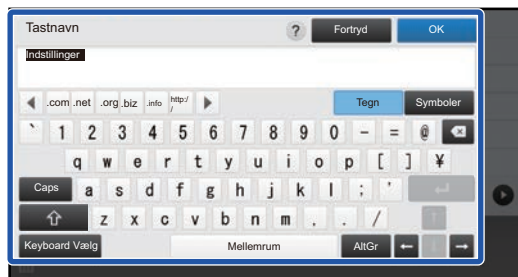 Tastnavn ? Fortryd OK
Indstillinger
.com .net .org .biz .info http:// Tegn Symboler
` 1 2 3 4 5 6 7 8 9 0 - = @
q w e r t y u i o p [ ] ¥
Caps a s d f g h j k l ; '
z x c v b n m , . /
Keyboard Vælg Mellemrum AltGr